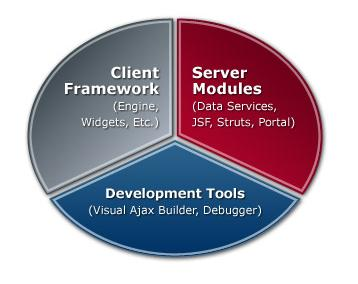 Client
Framework
(Engine,
Widgets, Etc.)
Server
Modules
(Data Services,
JSF, Struts, Portal)
Development Tools
(Visual Ajax Builder, Debugger)